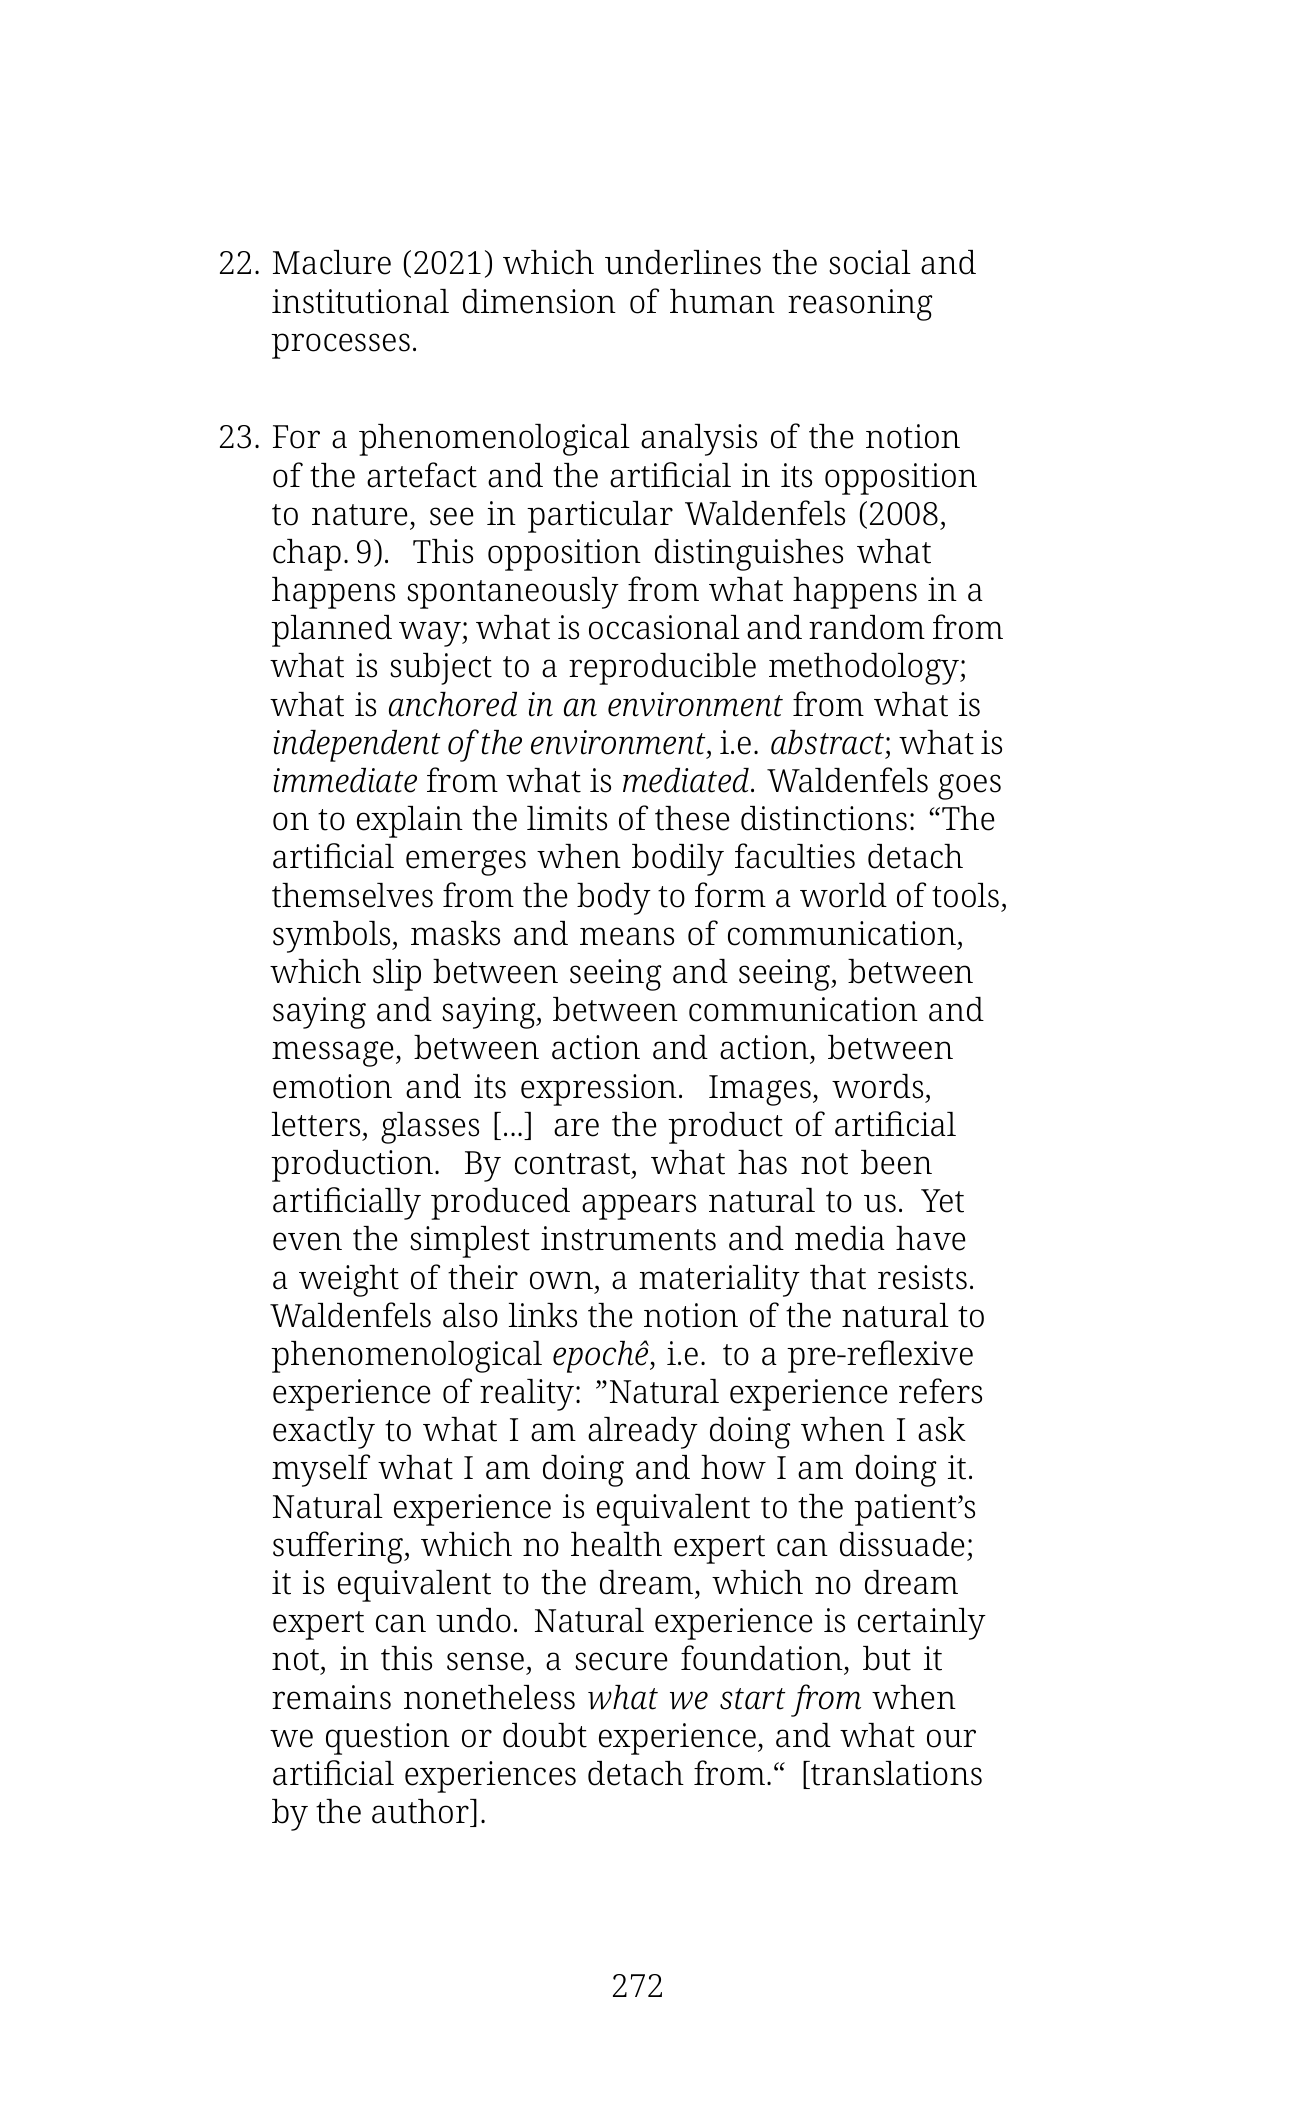 22. Maclure (2021) which underlines the social and
institutional dimension of human reasoning
processes.
23. For a phenomenological analysis of the notion
of the artefact and the artificial in its opposition
to nature, see in particular Waldenfels (2008,
chap. 9). This opposition distinguishes what
happens spontaneously from what happens in a
planned way; what is occasional and random from
what is subject to a reproducible methodology;
what is anchored in an environment from what is
independent of the environment, i.e. abstract; what is
immediate from what is mediated. Waldenfels goes
on to explain the limits of these distinctions: “The
artificial emerges when bodily faculties detach
themselves from the body to form a world of tools,
symbols, masks and means of communication,
which slip between seeing and seeing, between
saying and saying, between communication and
message, between action and action, between
emotion and its expression. Images, words,
letters, glasses [...] are the product of artificial
production. By contrast, what has not been
artificially produced appears natural to us. Yet
even the simplest instruments and media have
a weight of their own, a materiality that resists.
Waldenfels also links the notion of the natural to
phenomenological epochê, i.e. to a pre-reflexive
experience of reality: ”Natural experience refers
exactly to what I am already doing when I ask
myself what I am doing and how I am doing it.
Natural experience is equivalent to the patient’s
suffering, which no health expert can dissuade;
it is equivalent to the dream, which no dream
expert can undo. Natural experience is certainly
not, in this sense, a secure foundation, but it
remains nonetheless what we start from when
we question or doubt experience, and what our
artificial experiences detach from.“ [translations
by the author].
272